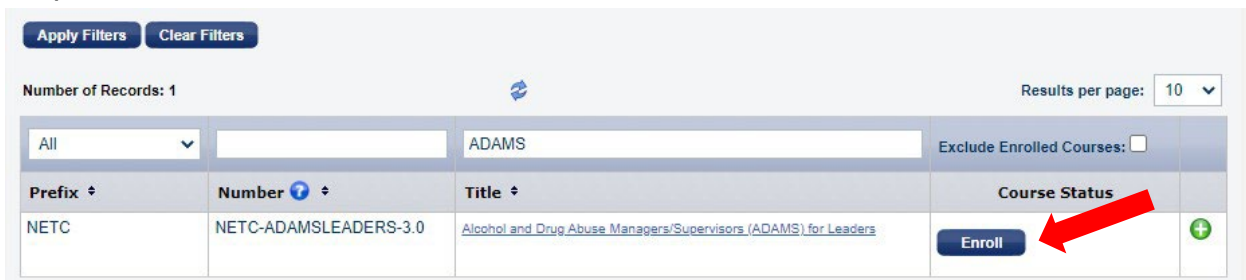 Apply Filters Clear Filters
Number of Records: 1 Results per page: 10
All ADAMS Exclude Enrolled Courses:
Prefix Number Title Course Status
NETC NETC-ADAMSLEADERS-3.0 Alcohol and Drug Abuse Managers/Supervisors (ADAMS) for Leaders Enroll